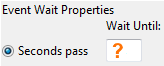 Event Wait Properties
Wait Until:
Seconds pass
?